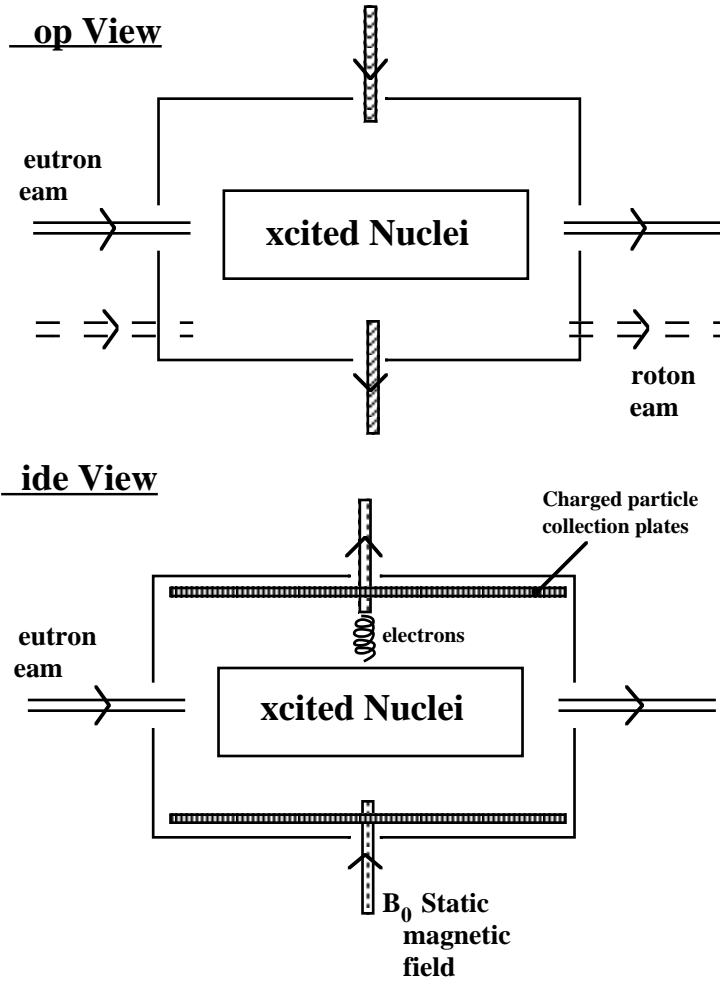 op View
eutron
eam
xcited Nuclei
roton
eam
ide View
Charged particle
collection plates
eutron
eam
electrons
xcited Nuclei
B0 Static
magnetic
field